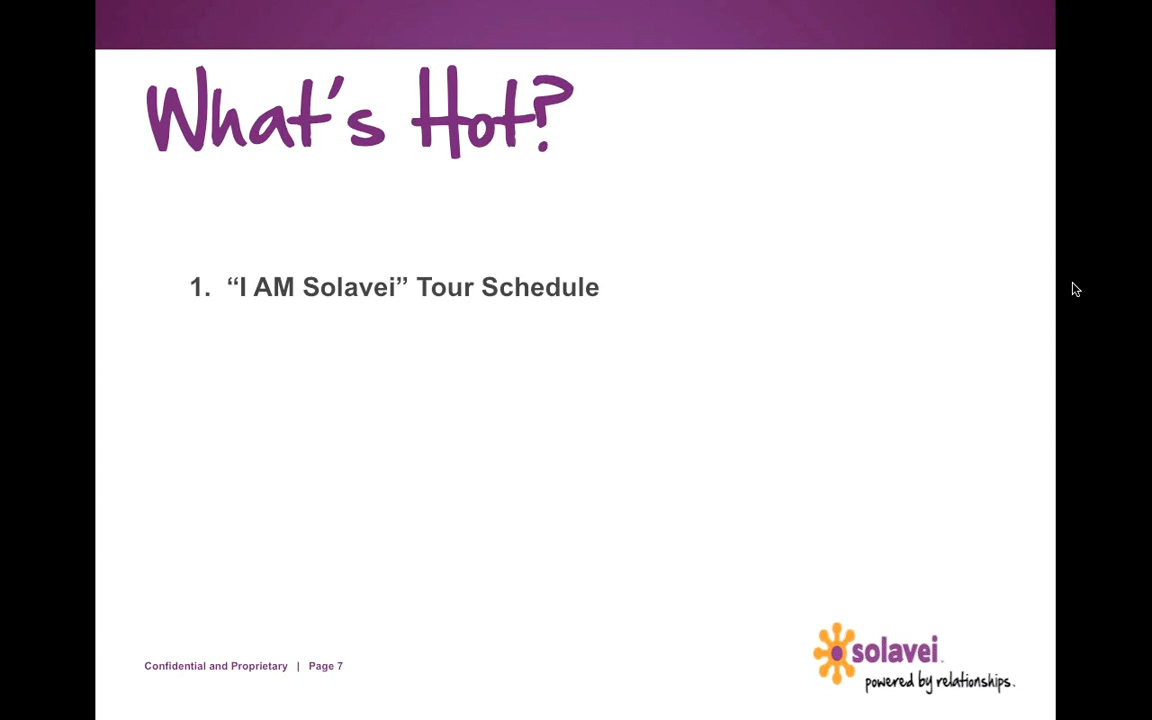 What's Hot?
1. “I AM Solavei” Tour Schedule
Confidential and Proprietary | Page 7
solavei
powered by relationships.